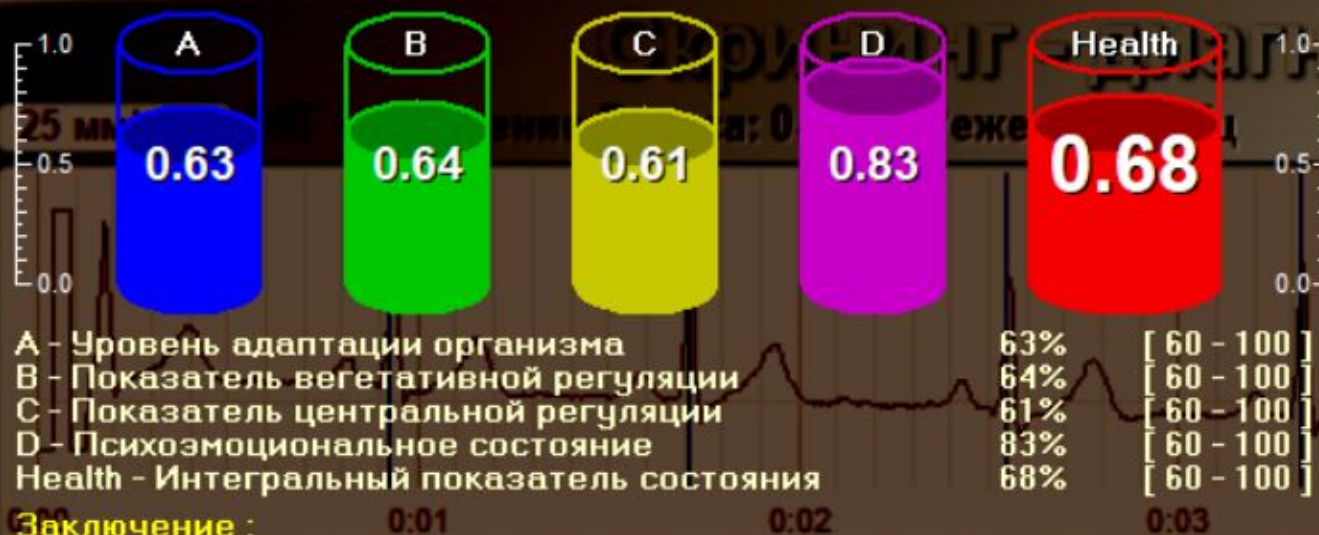 A B C D Health
1.0 1.0
0.63 0.64 0.61 0.83 0.68
0.5 0.5
0.0 0.0
A - Уровень адаптации организма 63% [ 60 - 100 ]
B - Показатель вегетативной регуляции 64% [ 60 - 100 ]
C - Показатель центральной регуляции 61% [ 60 - 100 ]
D - Психоэмоциональное состояние 83% [ 60 - 100 ]
Health - Интегральный показатель состояния 68% [ 60 - 100 ]
Заключение :
0:01 0:02 0:03